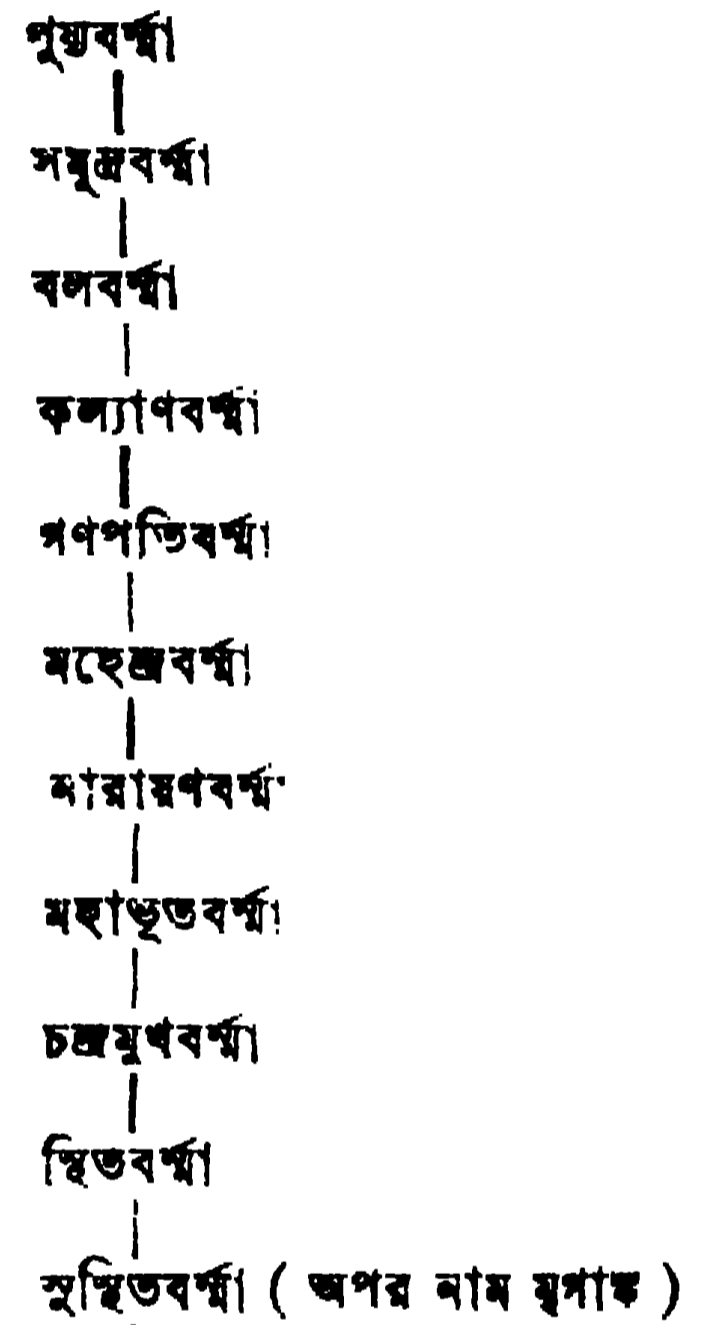 পুষ্যবর্ম্মা
সমুদ্রবর্ম্মা
বলবর্ম্মা
কল্যাণবর্ম্মা
গণপতিবর্ম্মা
মহেন্দ্রবর্ম্মা
নারায়ণবর্ম্মা
মহাভূতবর্ম্মা
চন্দ্রমুখবর্ম্মা
স্থিতবর্ম্মা
সুস্থিতবর্ম্মা ( অপর নাম মৃগাঙ্ক )